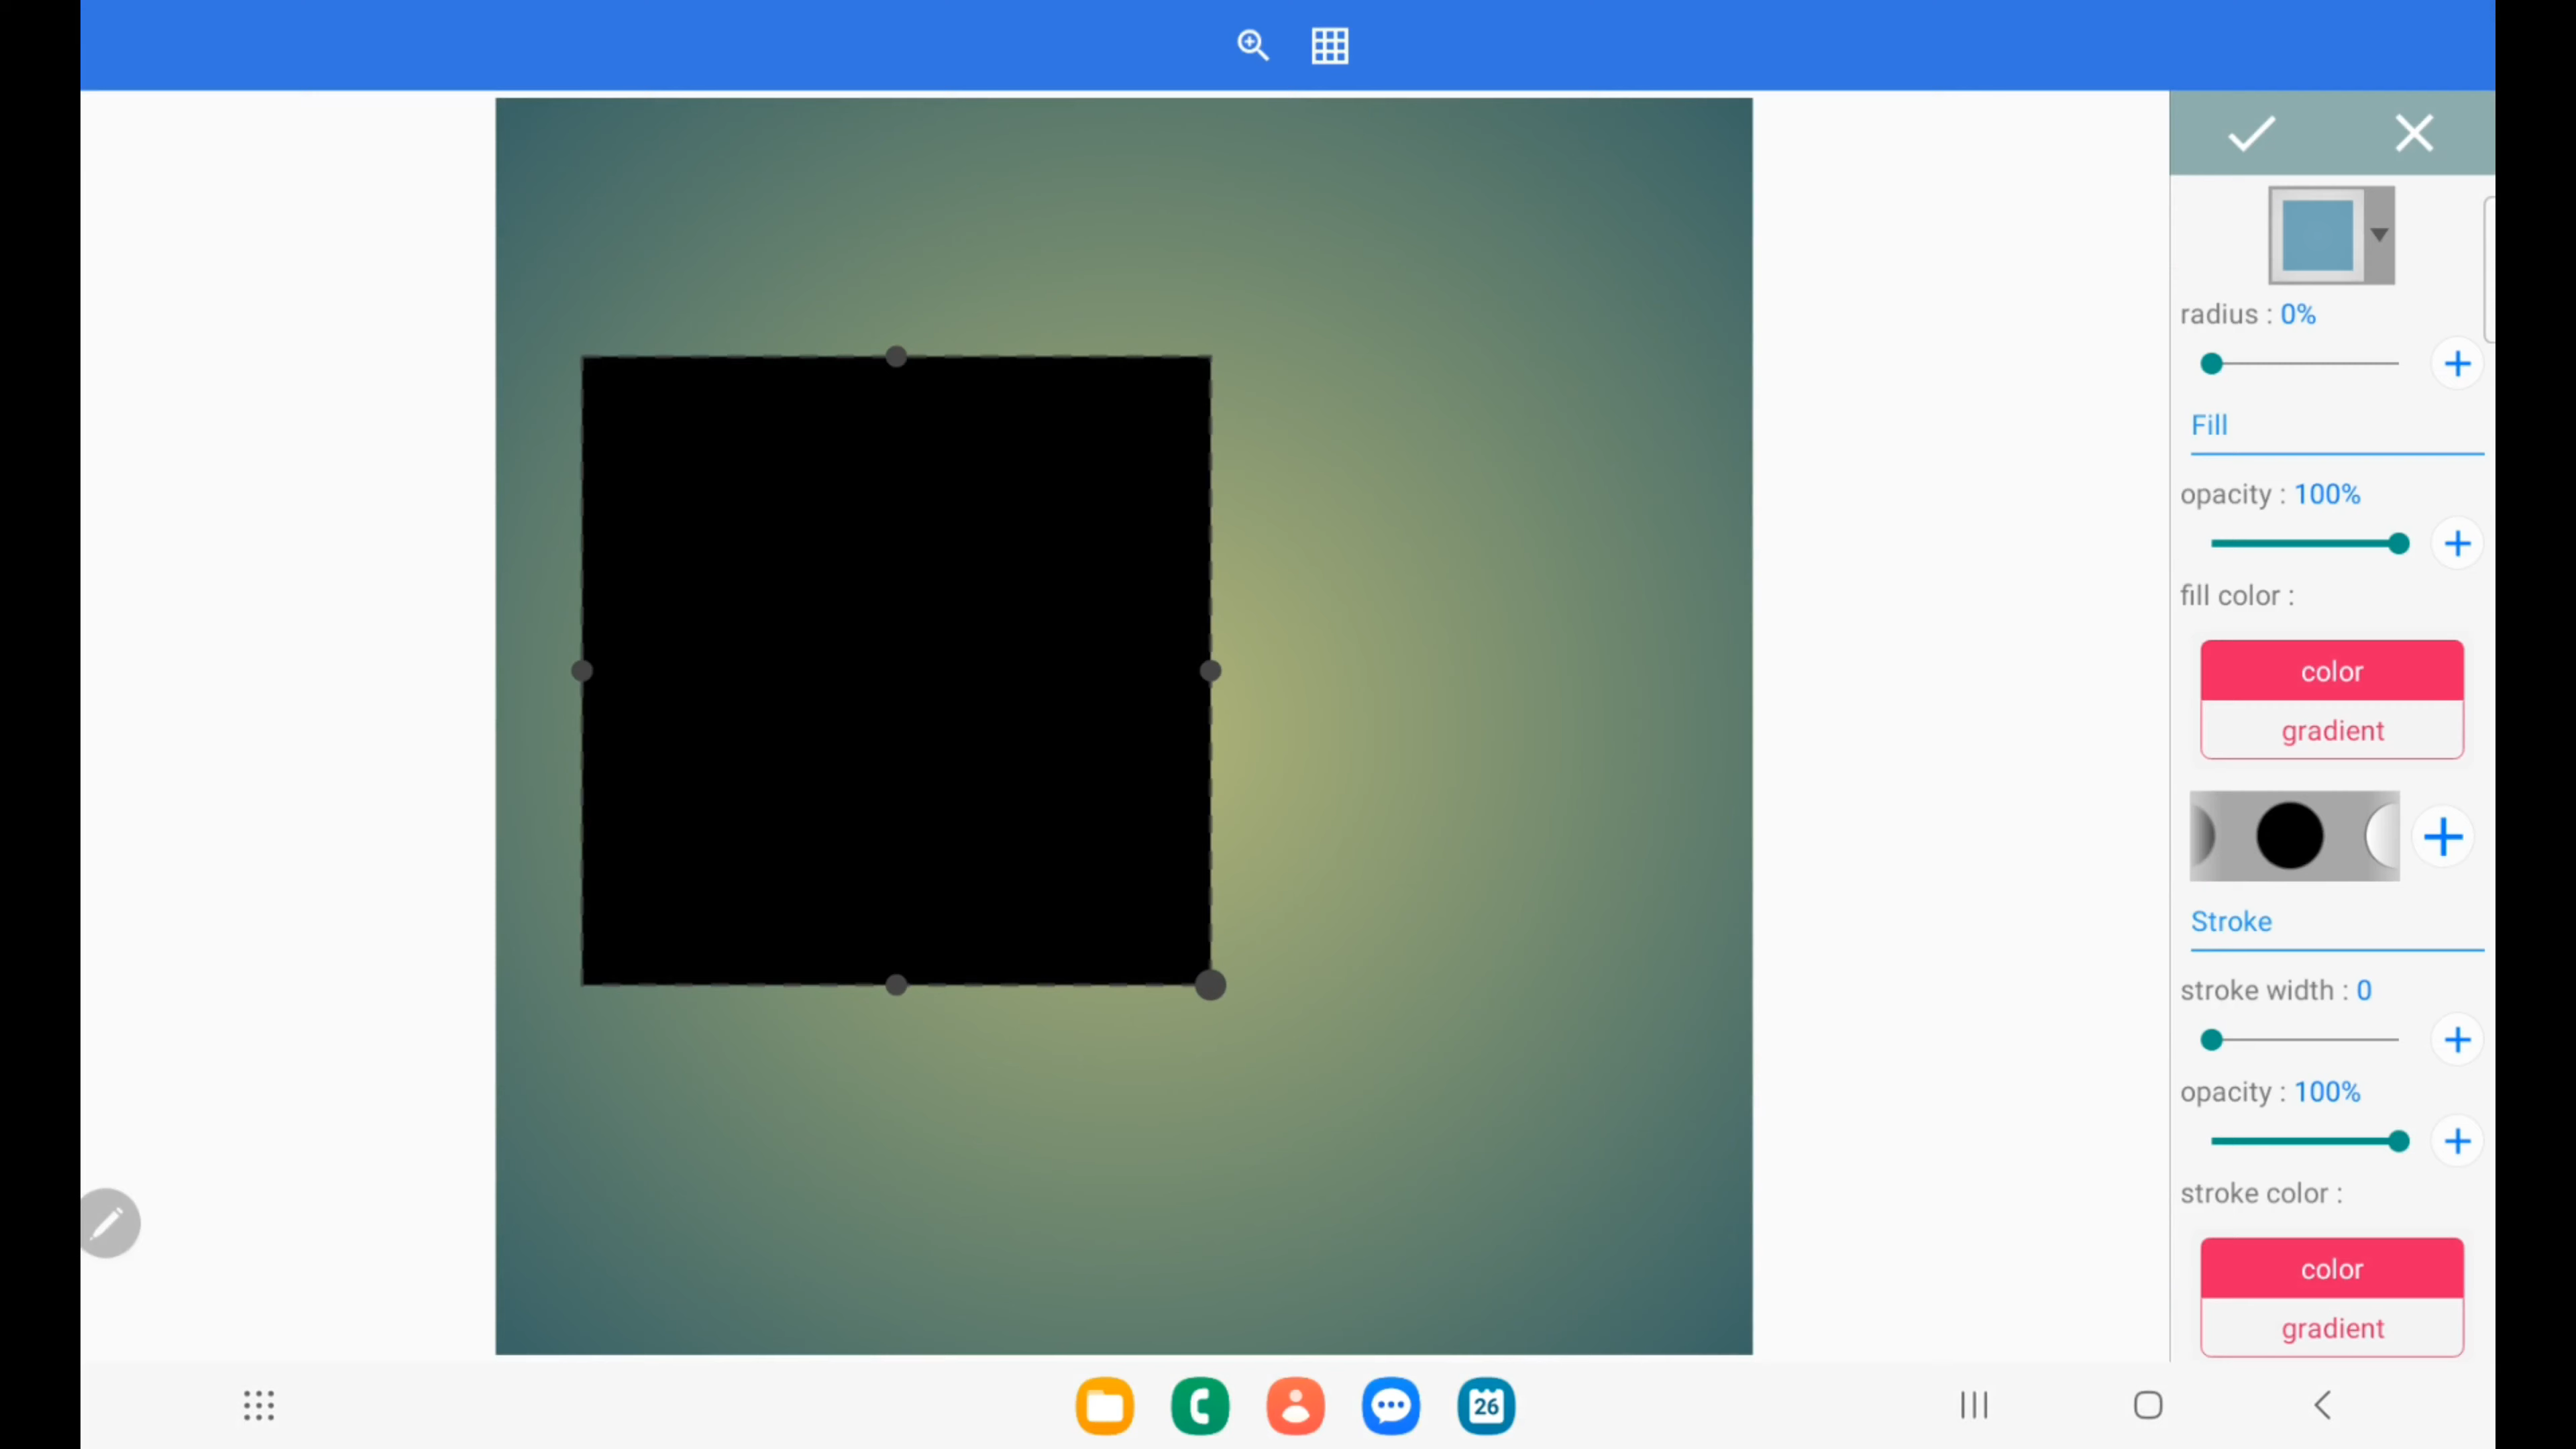 radius : 0%
Fill
opacity : 100%
fill color :
color
gradient
Stroke
stroke width : 0
opacity : 100%
stroke color :
color
gradient
26